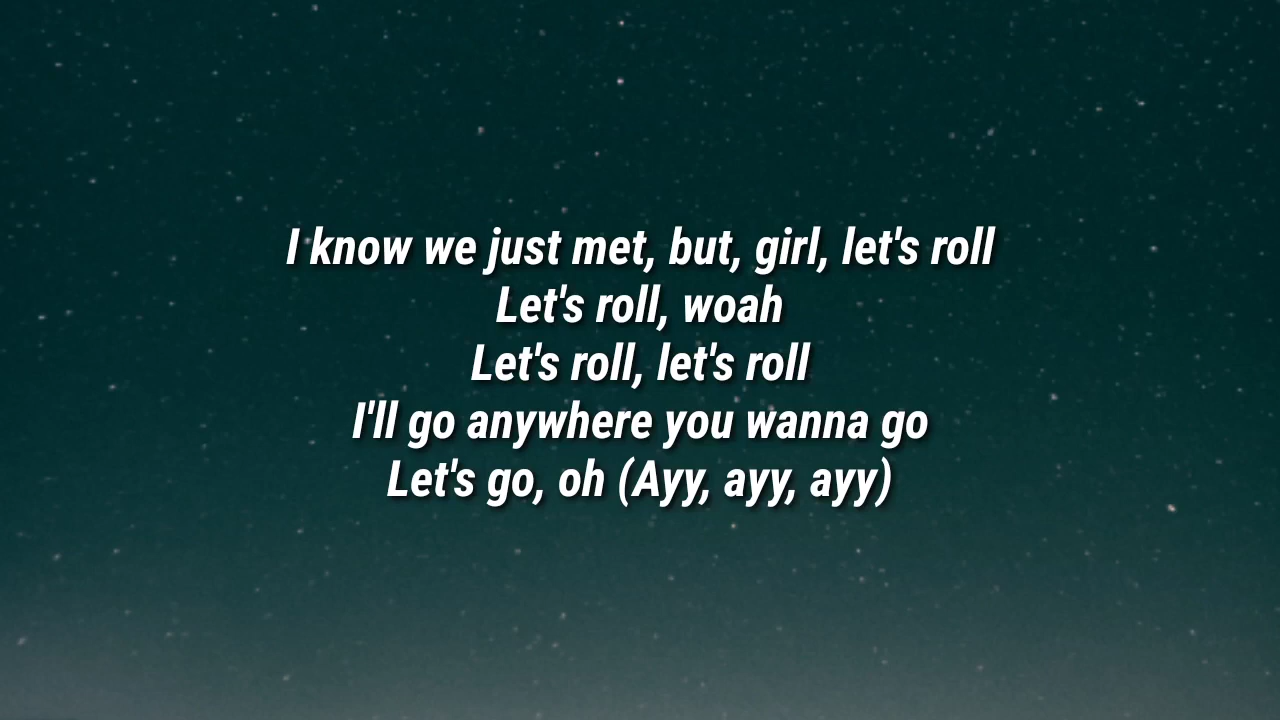 I know we just met, but, girl, let's roll
Let's roll, woah
Let's roll, let's roll
I'll go anywhere you wanna go
Let's go, oh (Ayy, ayy, ayy)